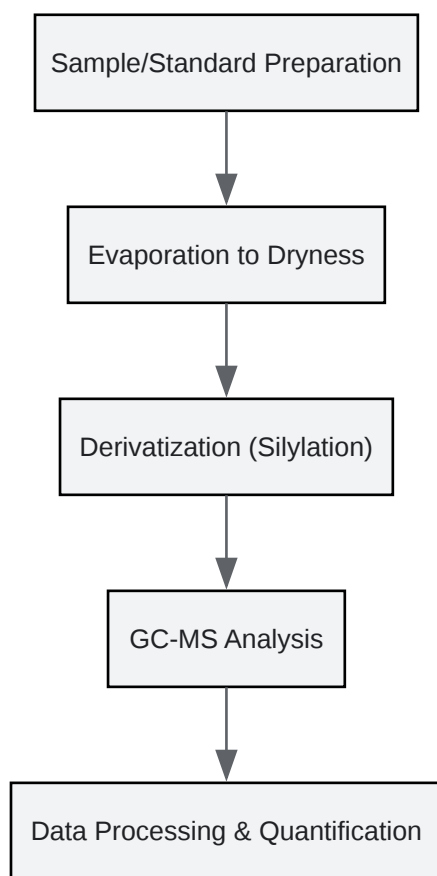 Sample/Standard Preparation
Evaporation to Dryness
Derivatization (Silylation)
GC-MS Analysis
Data Processing & Quantification